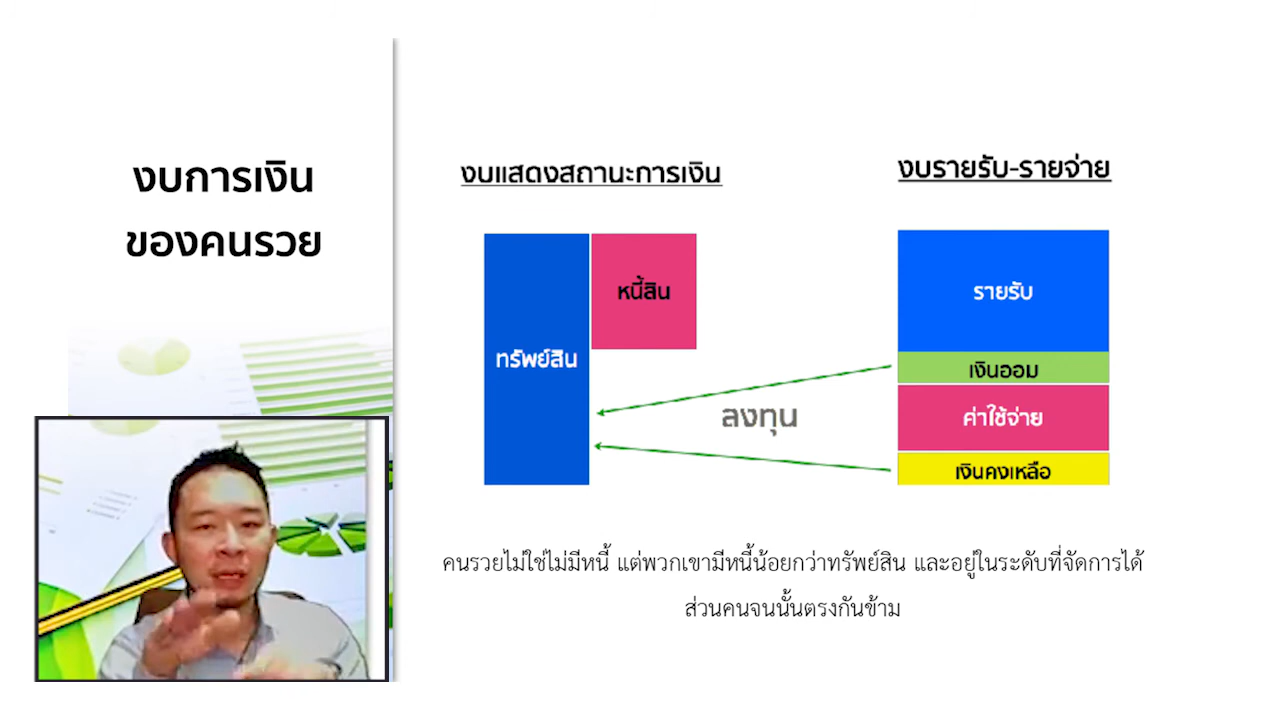 งบการเงิน
ของคนรวย
งบแสดงสถานะการเงิน
งบรายรับ-รายจ่าย
หนี้สิน
ทรัพย์สิน
รายรับ
เงินออม
ลงทุน
ค่าใช้จ่าย
เงินคงเหลือ
คนรวยไม่ใช่ไม่มีหนี้ แต่พวกเขามีหนี้น้อยกว่าทรัพย์สิน และอยู่ในระดับที่จัดการได้
ส่วนคนจนนั้นตรงกันข้าม